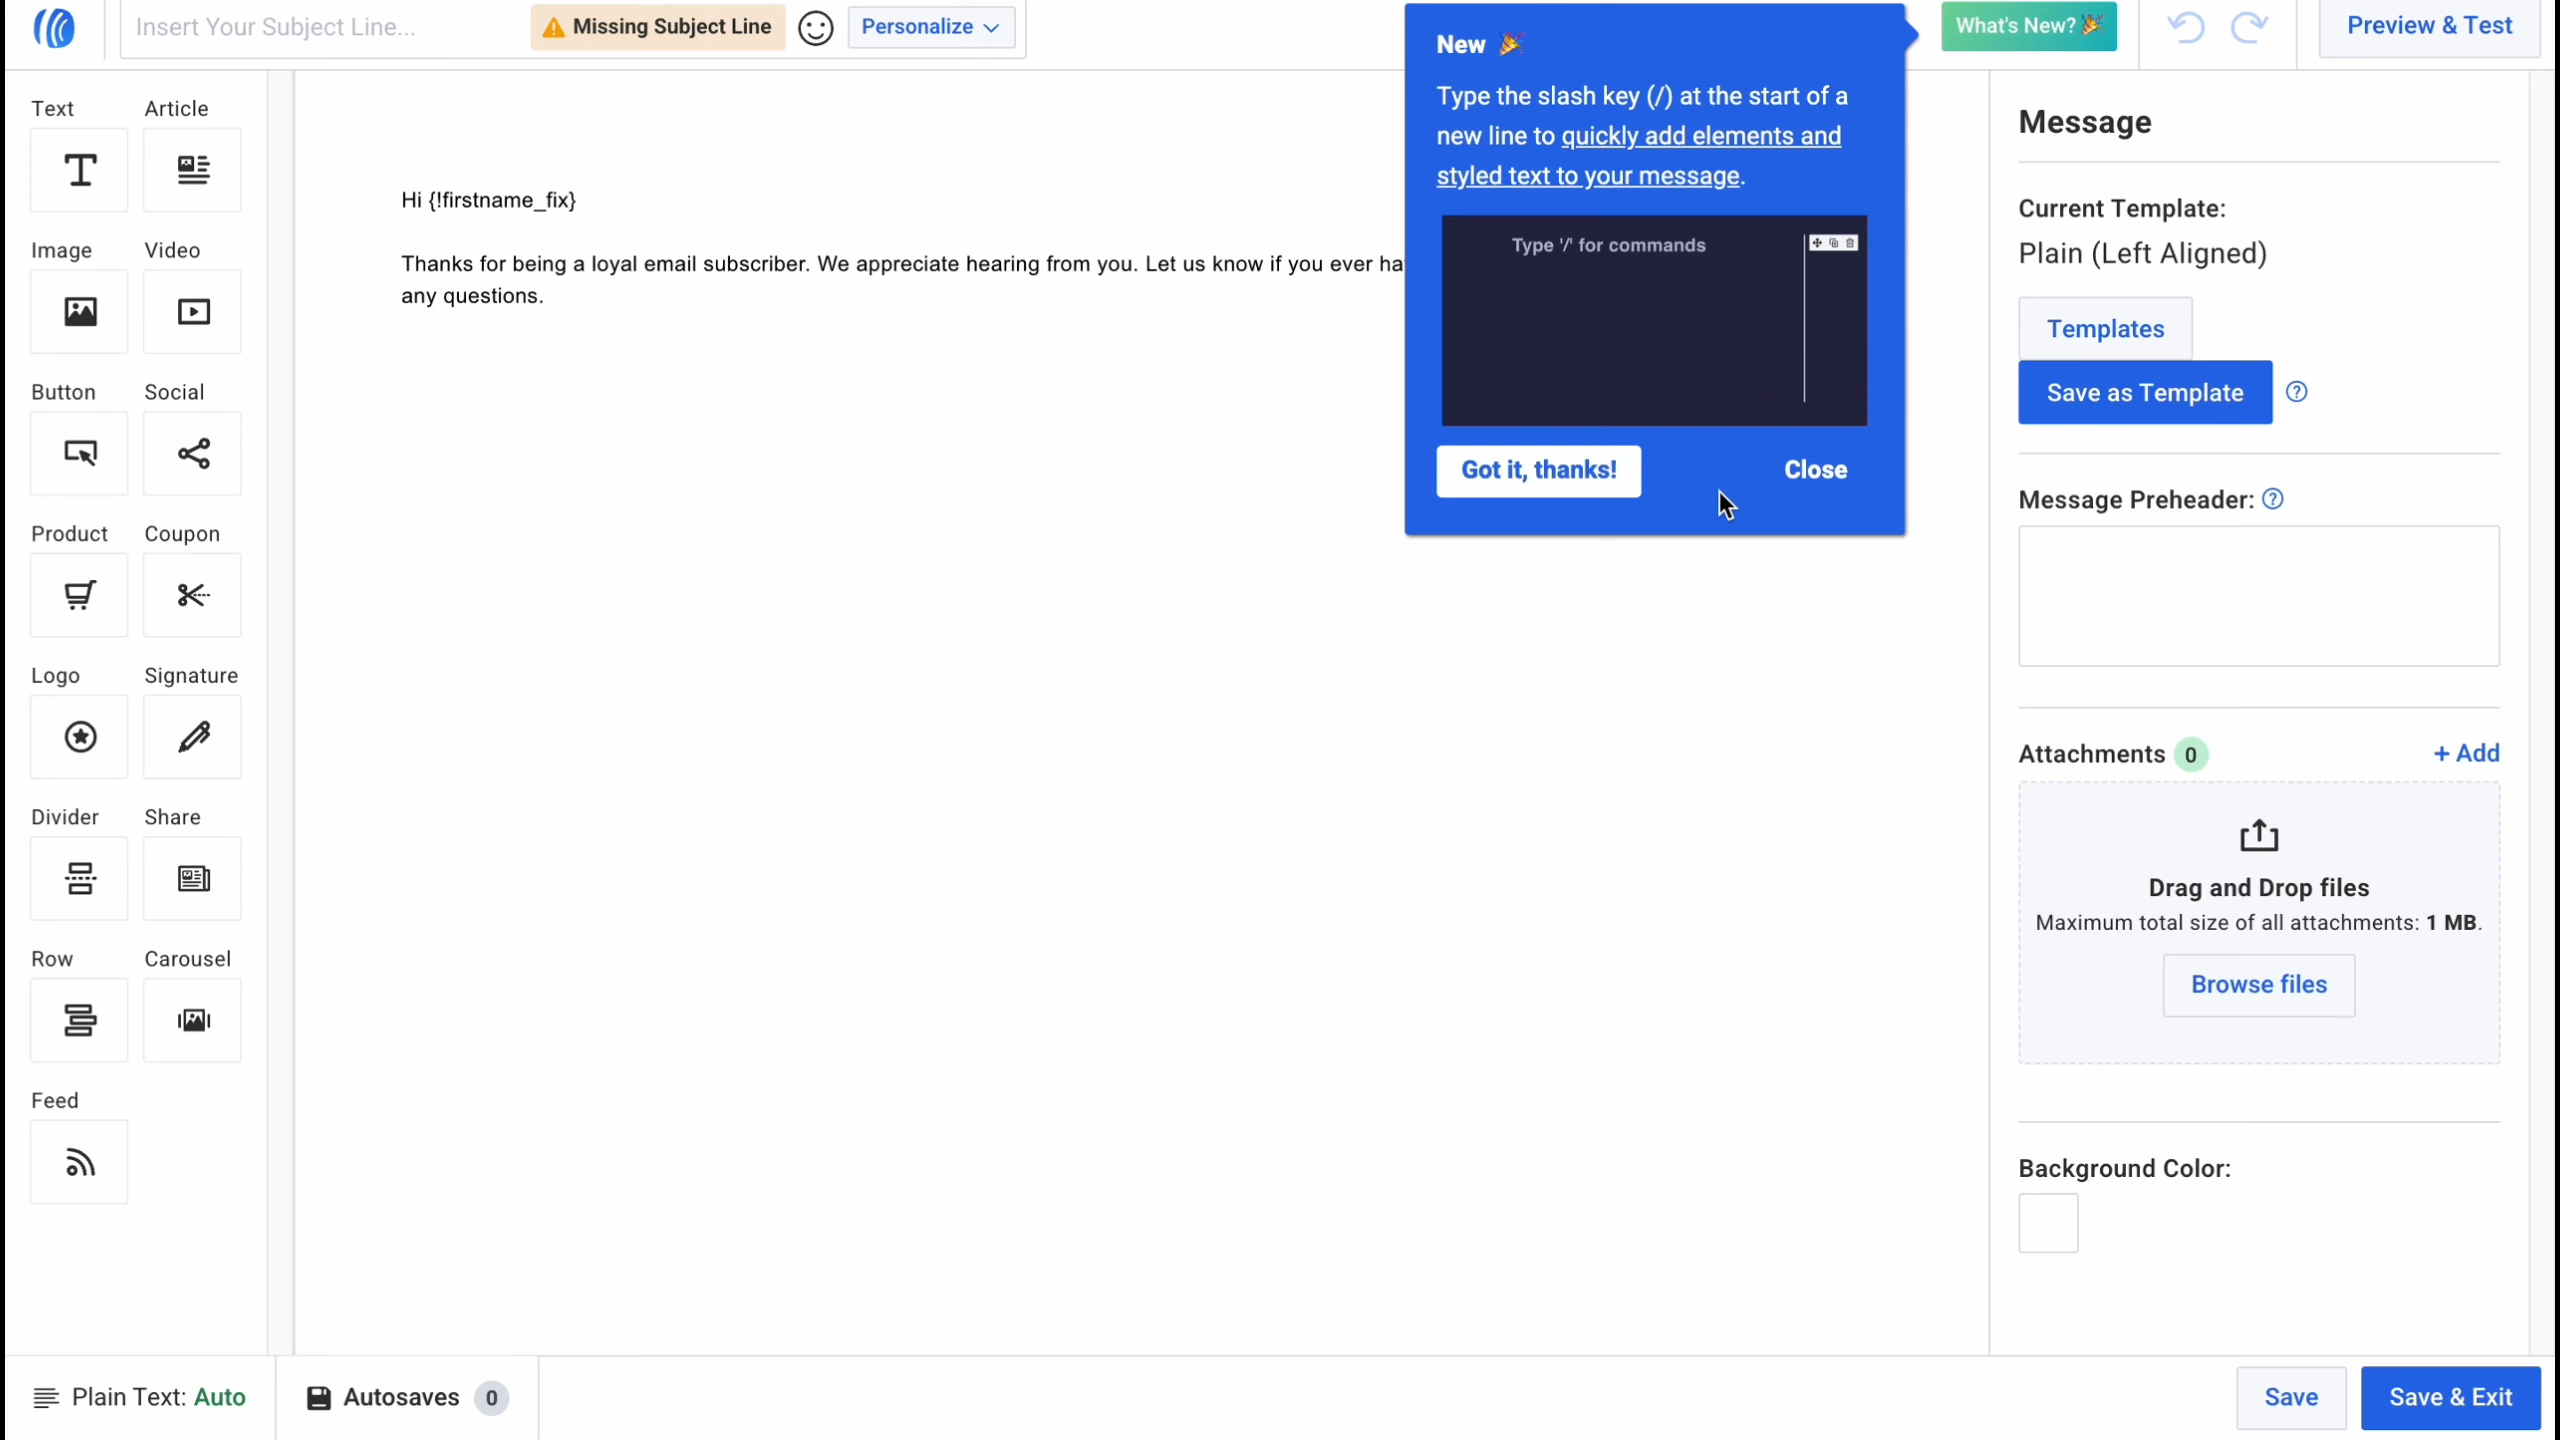 Insert Your Subject Line...
Missing Subject Line
Personalize
What's New? 🎉
Preview & Test
Text
Article
Image
Video
Button
Social
Product
Coupon
Logo
Signature
Divider
Share
Row
Carousel
Feed
Hi {!firstname_fix}
Thanks for being a loyal email subscriber. We appreciate hearing from you. Let us know if you ever ha
any questions.
New 🎉
Type the slash key (/) at the start of a
new line to quickly add elements and
styled text to your message.
Type '/' for commands
Got it, thanks!
Close
Message
Current Template:
Plain (Left Aligned)
Templates
Save as Template
Message Preheader:
Attachments 0
+ Add
Drag and Drop files
Maximum total size of all attachments: 1 MB.
Browse files
Background Color:
Plain Text: Auto
Autosaves 0
Save
Save & Exit